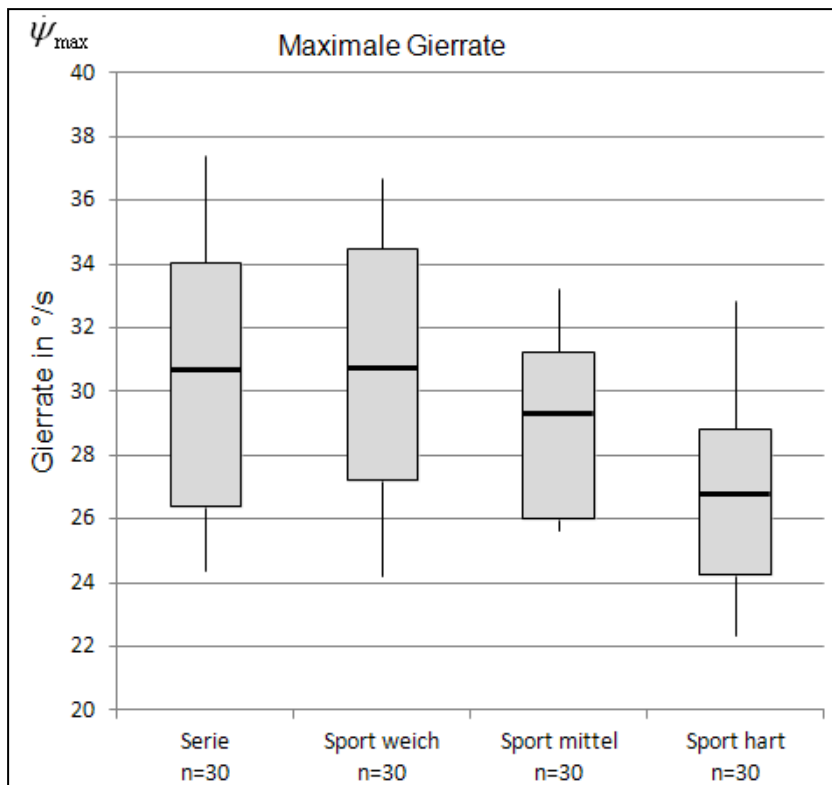 ψ̇max
Maximale Gierrate
Gierrate in °/s
40
38
36
34
32
30
28
26
24
22
20
Serie
n=30
Sport weich
n=30
Sport mittel
n=30
Sport hart
n=30